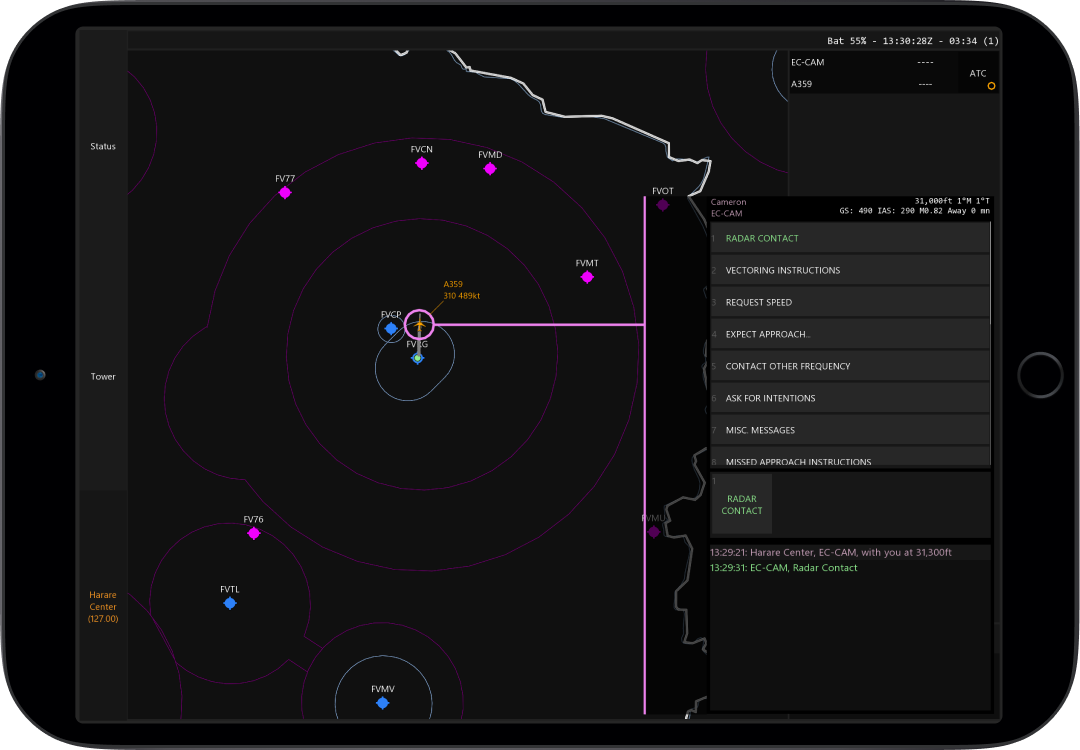 Bat 55% - 13:30:28Z - 03:34 (1)
EC-CAM ----
A359 ----
ATC
Status
Tower
Harare
Center
(127.00)
FVCN
FVMD
FV77
FVOT
FVMT
A359
310 489kt
FVCP
FVKG
FV76
FVTL
FVMV
FVMU
Cameron
EC-CAM
31,000ft 1°M 1°T
GS: 490 IAS: 290 M0.82 Away 0 mn
1 RADAR CONTACT
2 VECTORING INSTRUCTIONS
3 REQUEST SPEED
4 EXPECT APPROACH..
5 CONTACT OTHER FREQUENCY
6 ASK FOR INTENTIONS
7 MISC. MESSAGES
8 MISSED APPROACH INSTRUCTIONS
1
RADAR
CONTACT
13:29:21: Harare Center, EC-CAM, with you at 31,300ft
13:29:31: EC-CAM, Radar Contact